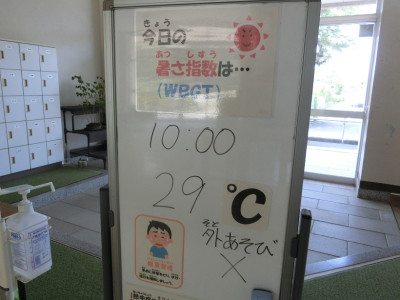 きょう
今日の
あつ しすう
暑さ指数は…
(WBGT)
10:00
29 ℃
そと
外あそび
×